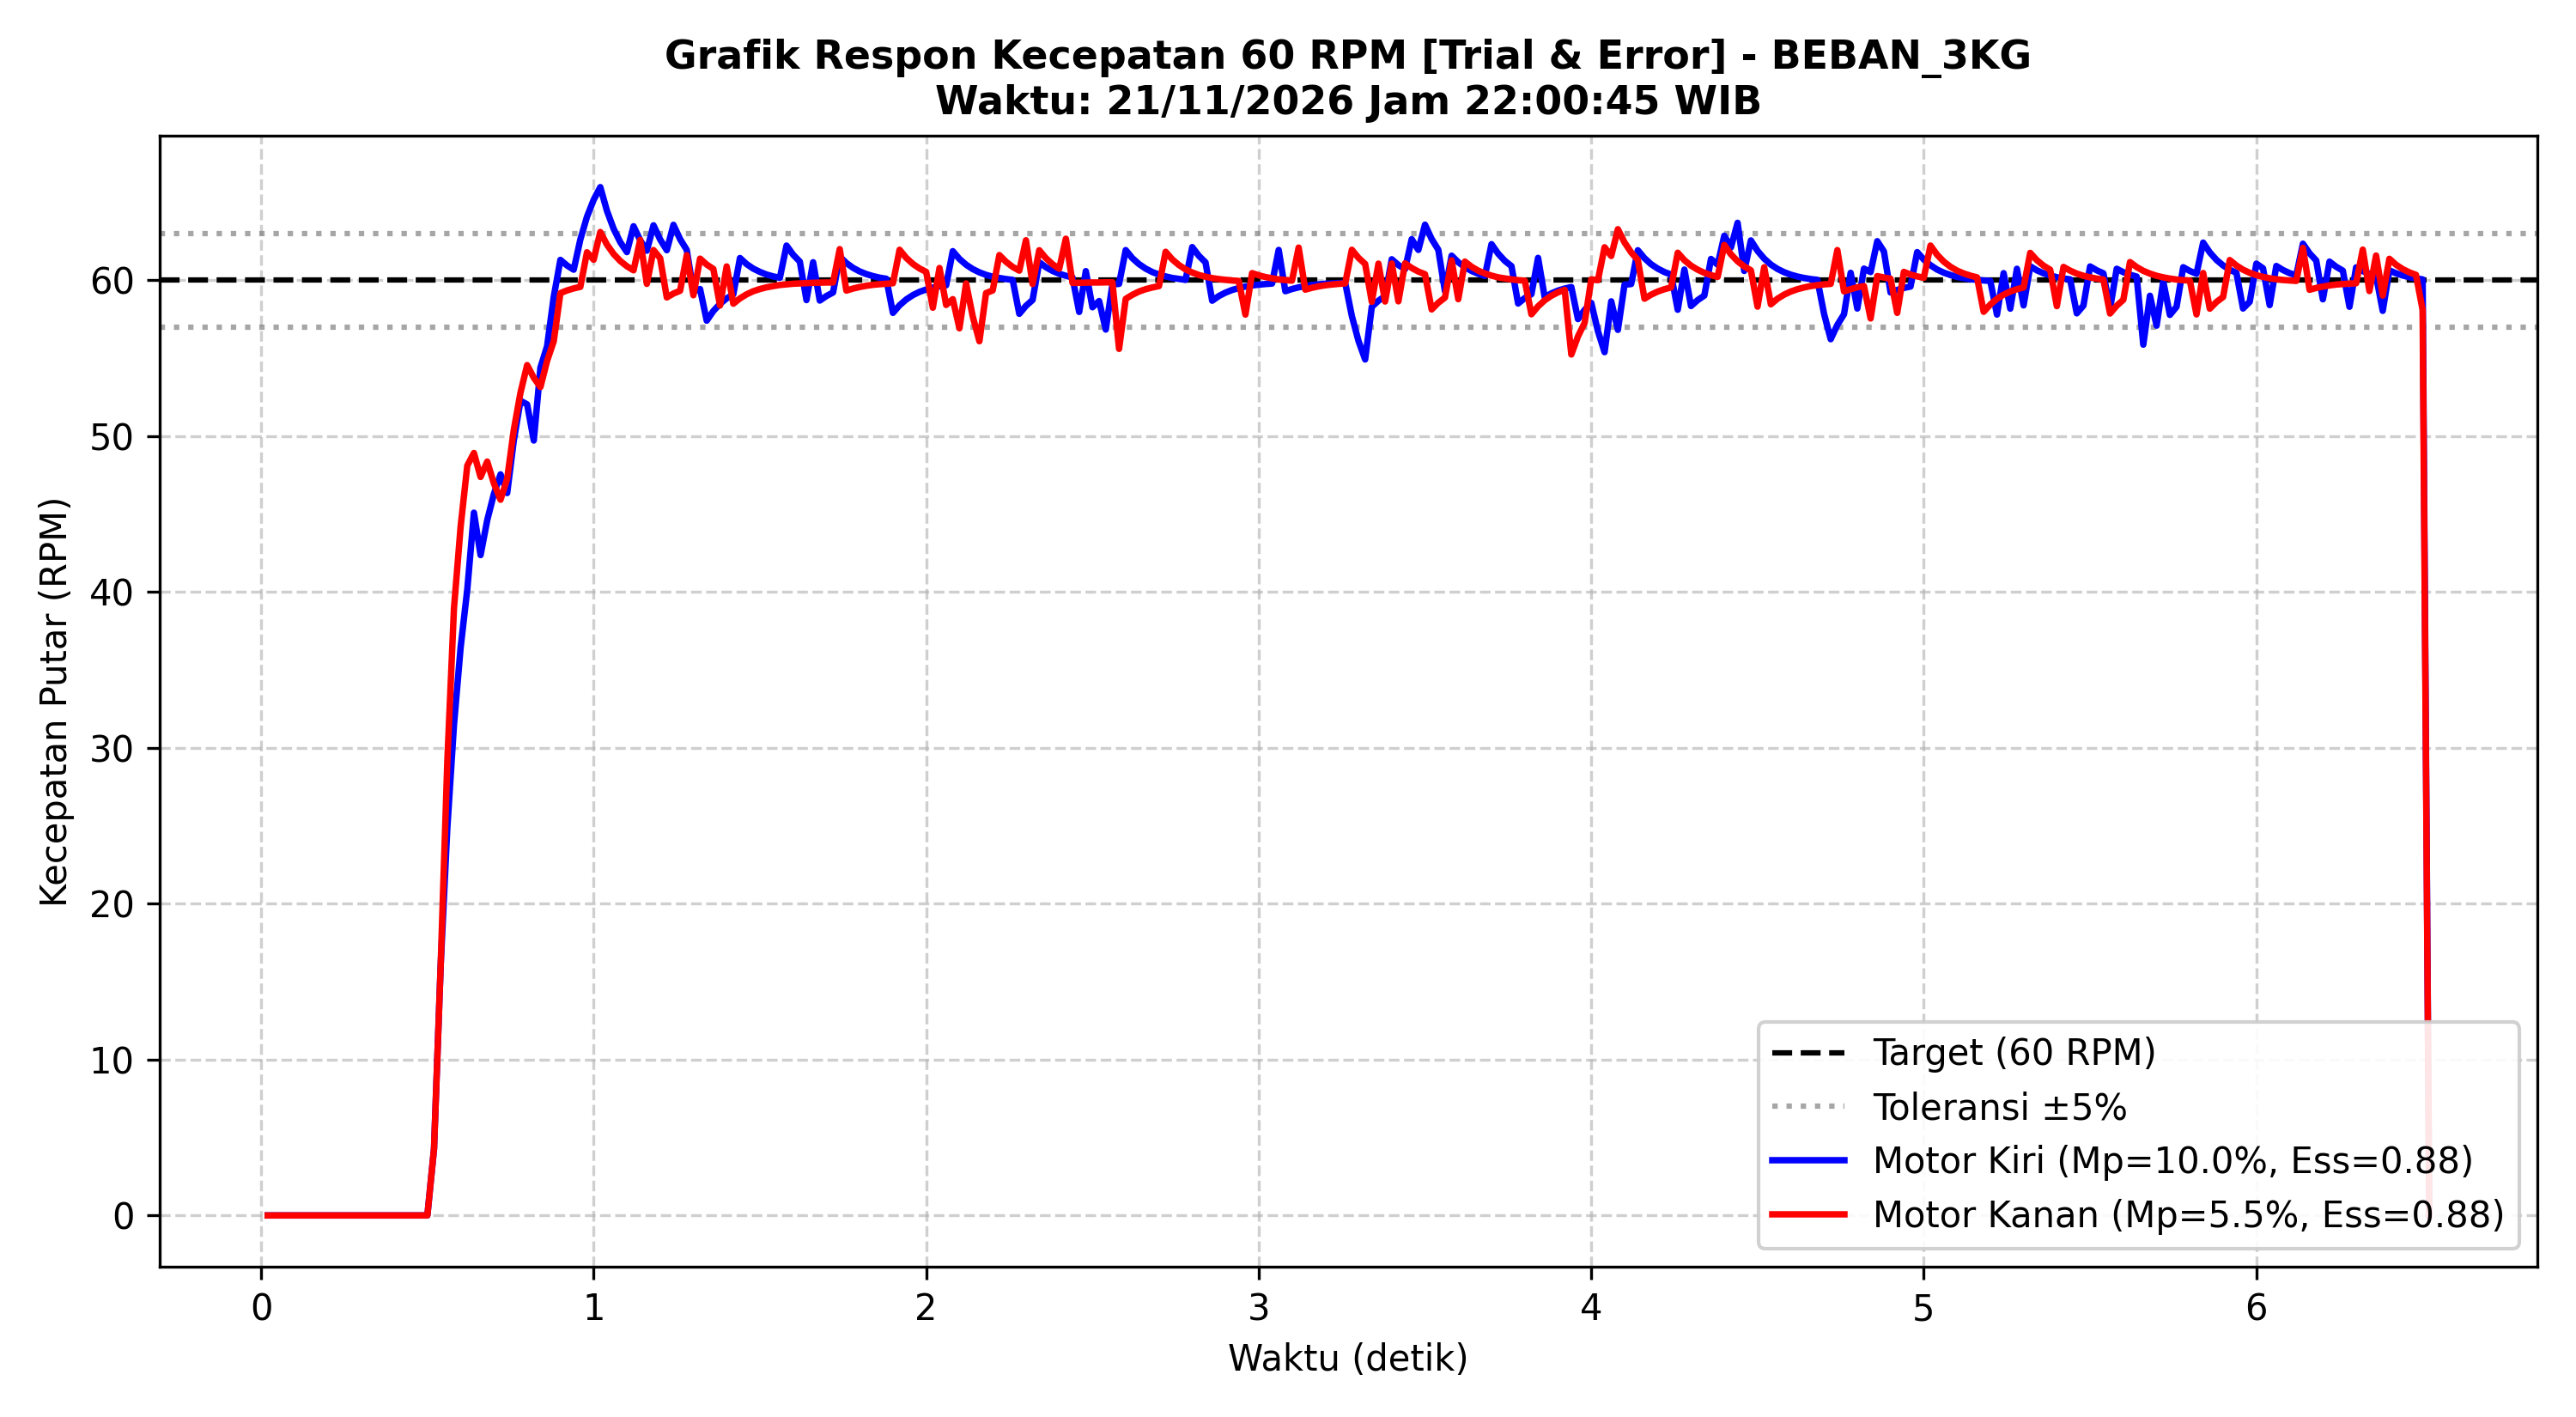 Grafik Respon Kecepatan 60 RPM [Trial & Error] - BEBAN_3KG
Waktu: 21/11/2026 Jam 22:00:45 WIB
Kecepatan Putar (RPM)
60
50
40
30
20
10
0
Target (60 RPM)
Toleransi ±5%
Motor Kiri (Mp=10.0%, Ess=0.88)
Motor Kanan (Mp=5.5%, Ess=0.88)
0 1 2 3 4 5 6
Waktu (detik)